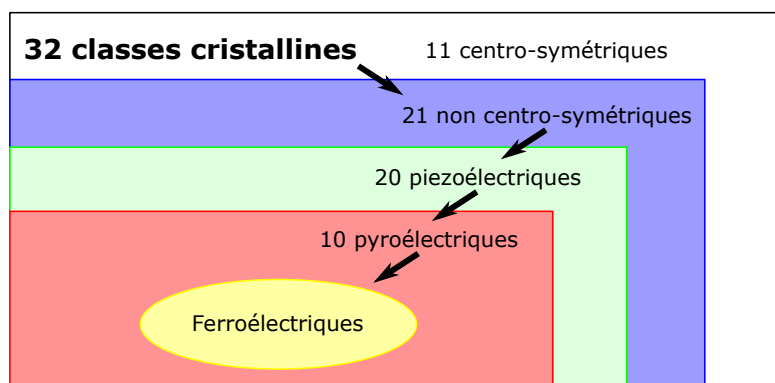 32 classes cristallines
11 centro-symétriques
21 non centro-symétriques
20 piezoélectriques
10 pyroélectriques
Ferroélectriques